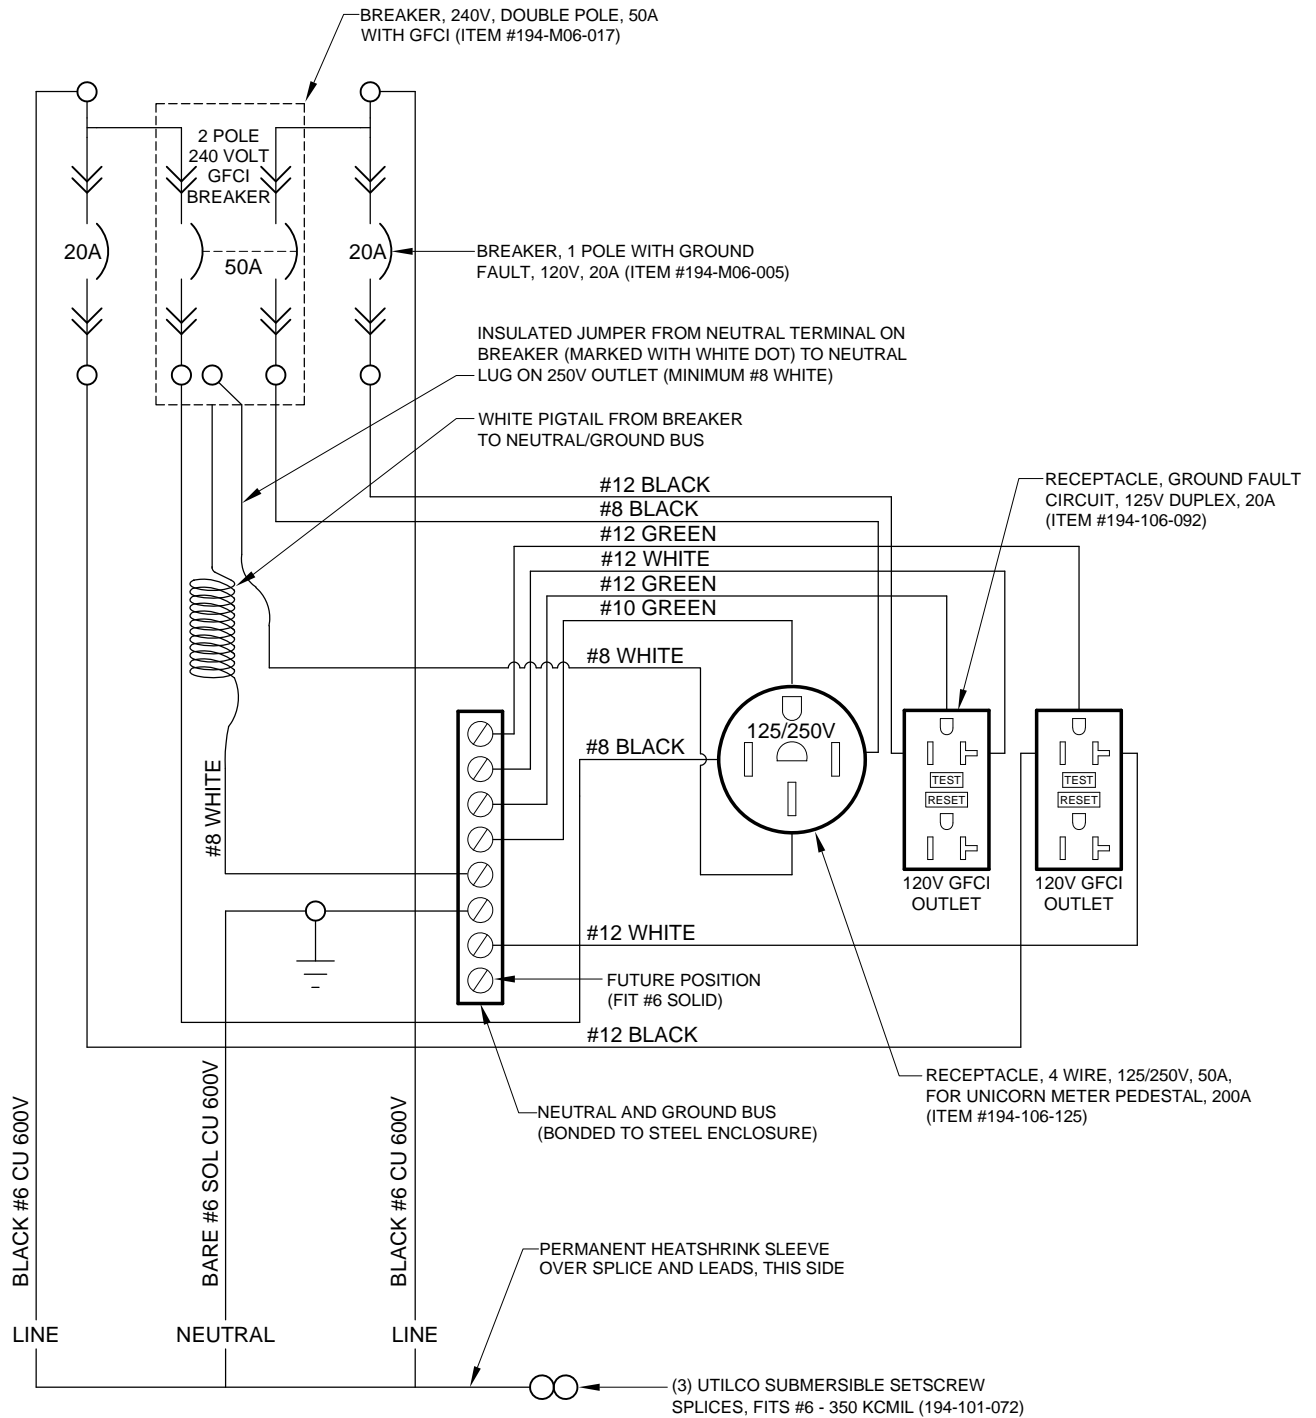 BREAKER, 240V, DOUBLE POLE, 50A
WITH GFCI (ITEM #194-M06-017)
2 POLE
240 VOLT
GFCI
BREAKER
20A
50A
20A
BREAKER, 1 POLE WITH GROUND
FAULT, 120V, 20A (ITEM #194-M06-005)
INSULATED JUMPER FROM NEUTRAL TERMINAL ON
BREAKER (MARKED WITH WHITE DOT) TO NEUTRAL
LUG ON 250V OUTLET (MINIMUM #8 WHITE)
WHITE PIGTAIL FROM BREAKER
TO NEUTRAL/GROUND BUS
#12 BLACK
#8 BLACK
#12 GREEN
#12 WHITE
#12 GREEN
#10 GREEN
#8 WHITE
RECEPTACLE, GROUND FAULT
CIRCUIT, 125V DUPLEX, 20A
(ITEM #194-106-092)
#8 BLACK
125/250V
TEST
RESET
TEST
RESET
120V GFCI
OUTLET
120V GFCI
OUTLET
#8 WHITE
#12 WHITE
FUTURE POSITION
(FIT #6 SOLID)
#12 BLACK
RECEPTACLE, 4 WIRE, 125/250V, 50A,
FOR UNICORN METER PEDESTAL, 200A
(ITEM #194-106-125)
NEUTRAL AND GROUND BUS
(BONDED TO STEEL ENCLOSURE)
BLACK #6 CU 600V
BARE #6 SOL CU 600V
BLACK #6 CU 600V
PERMANENT HEATSHRINK SLEEVE
OVER SPLICE AND LEADS, THIS SIDE
LINE
NEUTRAL
LINE
(3) UTILCO SUBMERSIBLE SETSCREW
SPLICES, FITS #6 - 350 KCMIL (194-101-072)